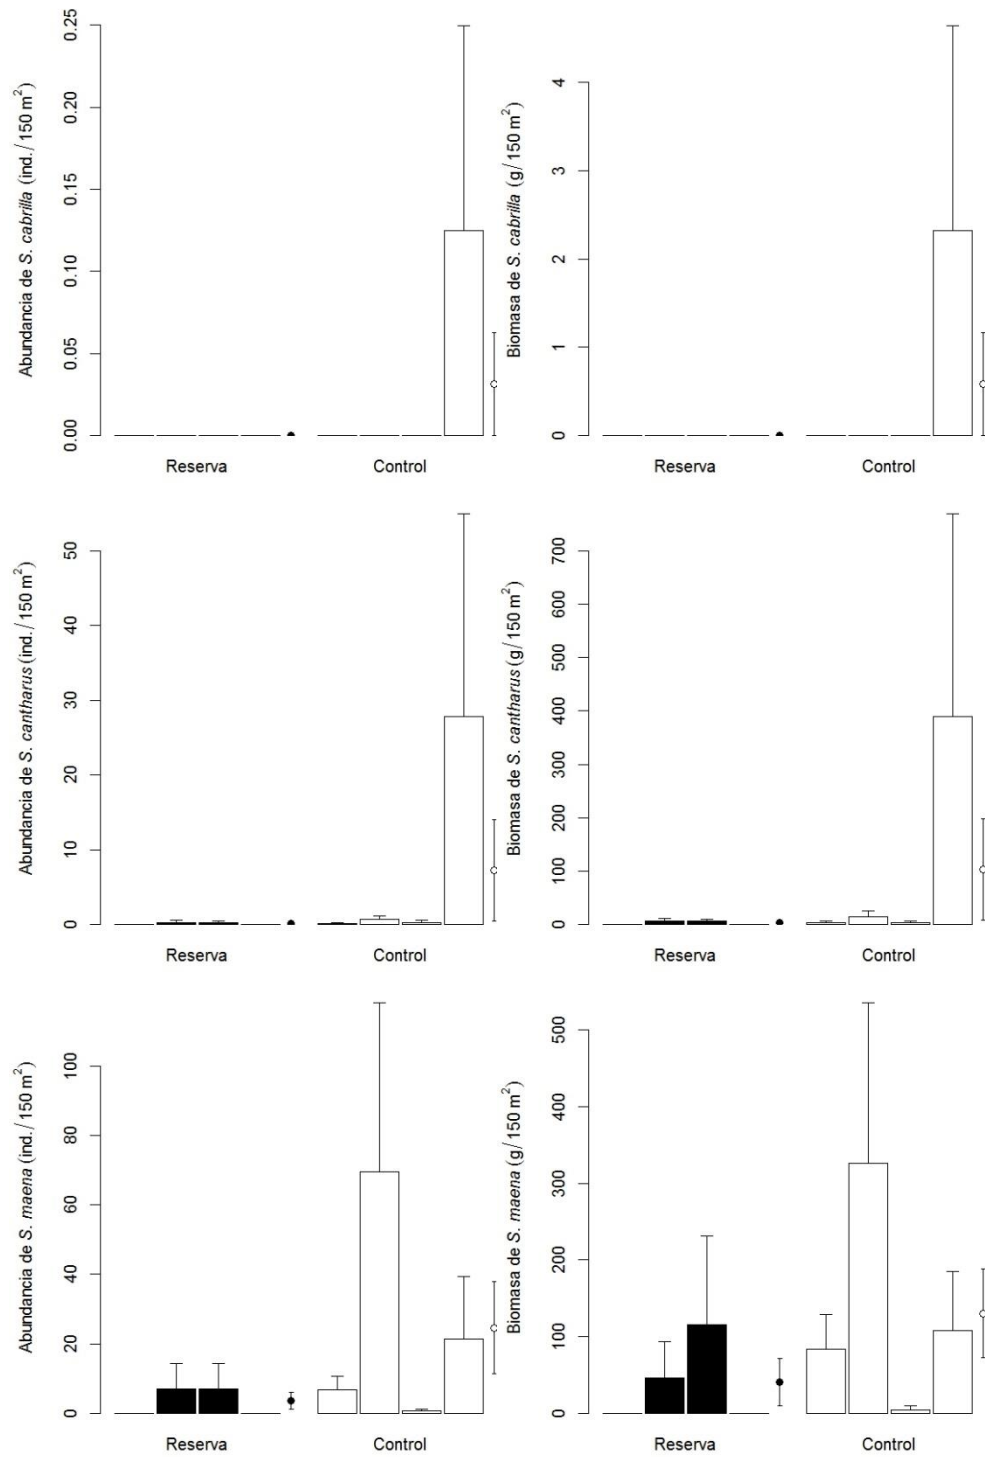 Abundancia de S. cabrilla (ind./150 m²)
0.00 0.05 0.10 0.15 0.20 0.25
Reserva Control
Biomasa de S. cabrilla (g/150 m²)
0 1 2 3 4
Reserva Control
Abundancia de S. cantharus (ind./150 m²)
0 10 20 30 40 50
Reserva Control
Biomasa de S. cantharus (g/150 m²)
0 100 200 300 400 500 600 700
Reserva Control
Abundancia de S. maena (ind./150 m²)
0 20 40 60 80 100
Reserva Control
Biomasa de S. maena (g/150 m²)
0 100 200 300 400 500
Reserva Control